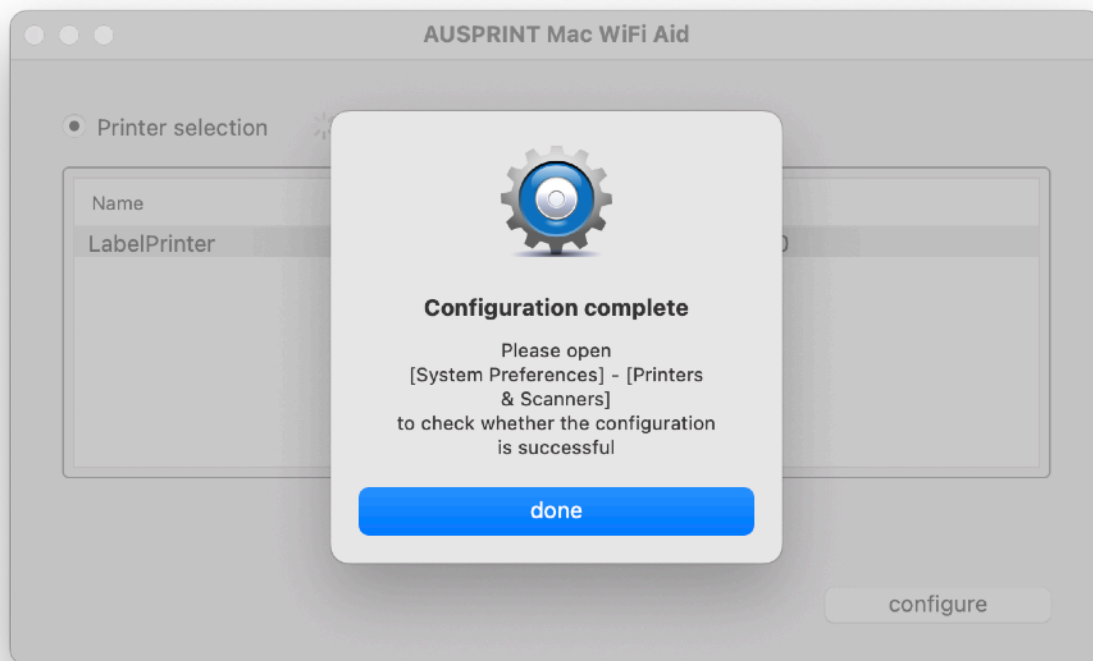 AUSPRINT Mac WiFi Aid
Printer selection
Name
LabelPrinter
Configuration complete
Please open
[System Preferences] - [Printers
& Scanners]
to check whether the configuration
is successful
done
configure